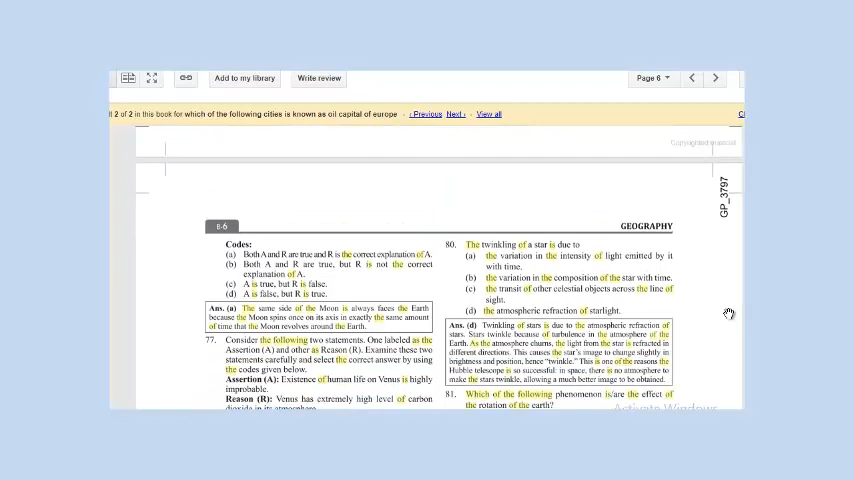 Add to my library
Write review
Page 6
2 of 2 in this book for which of the following cities is known as oil capital of europe - ‹ Previous Next › - View all
Copyrighted material
GP_3797
GEOGRAPHY
Codes:
(a) Both A and R are true and R is the correct explanation of A.
(b) Both A and R are true, but R is not the correct
explanation of A.
(c) A is true, but R is false.
(d) A is false, but R is true.
Ans. (a) The same side of the Moon is always faces the Earth
because the Moon spins once on its axis in exactly the same amount
of time that the Moon revolves around the Earth.
77. Consider the following two statements. One labeled as the
Assertion (A) and other as Reason (R). Examine these two
statements carefully and select the correct answer by using
the codes given below.
Assertion (A): Existence of human life on Venus is highly
improbable.
Reason (R): Venus has extremely high level of carbon
dioxide in its atmosphere.
80. The twinkling of a star is due to
(a) the variation in the intensity of light emitted by it
with time.
(b) the variation in the composition of the star with time.
(c) the transit of other celestial objects across the line of
sight.
(d) the atmospheric refraction of starlight.
Ans. (d) Twinkling of stars is due to the atmospheric refraction of
stars. Stars twinkle because of turbulence in the atmosphere of the
Earth. As the atmosphere churns, the light from the star is refracted in
different directions. This causes the star's image to change slightly in
brightness and position, hence "twinkle." This is one of the reasons the
Hubble telescope is so successful: in space, there is no atmosphere to
make the stars twinkle, allowing a much better image to be obtained.
81. Which of the following phenomenon is/are the effect of
the rotation of the earth?
Activate Windows